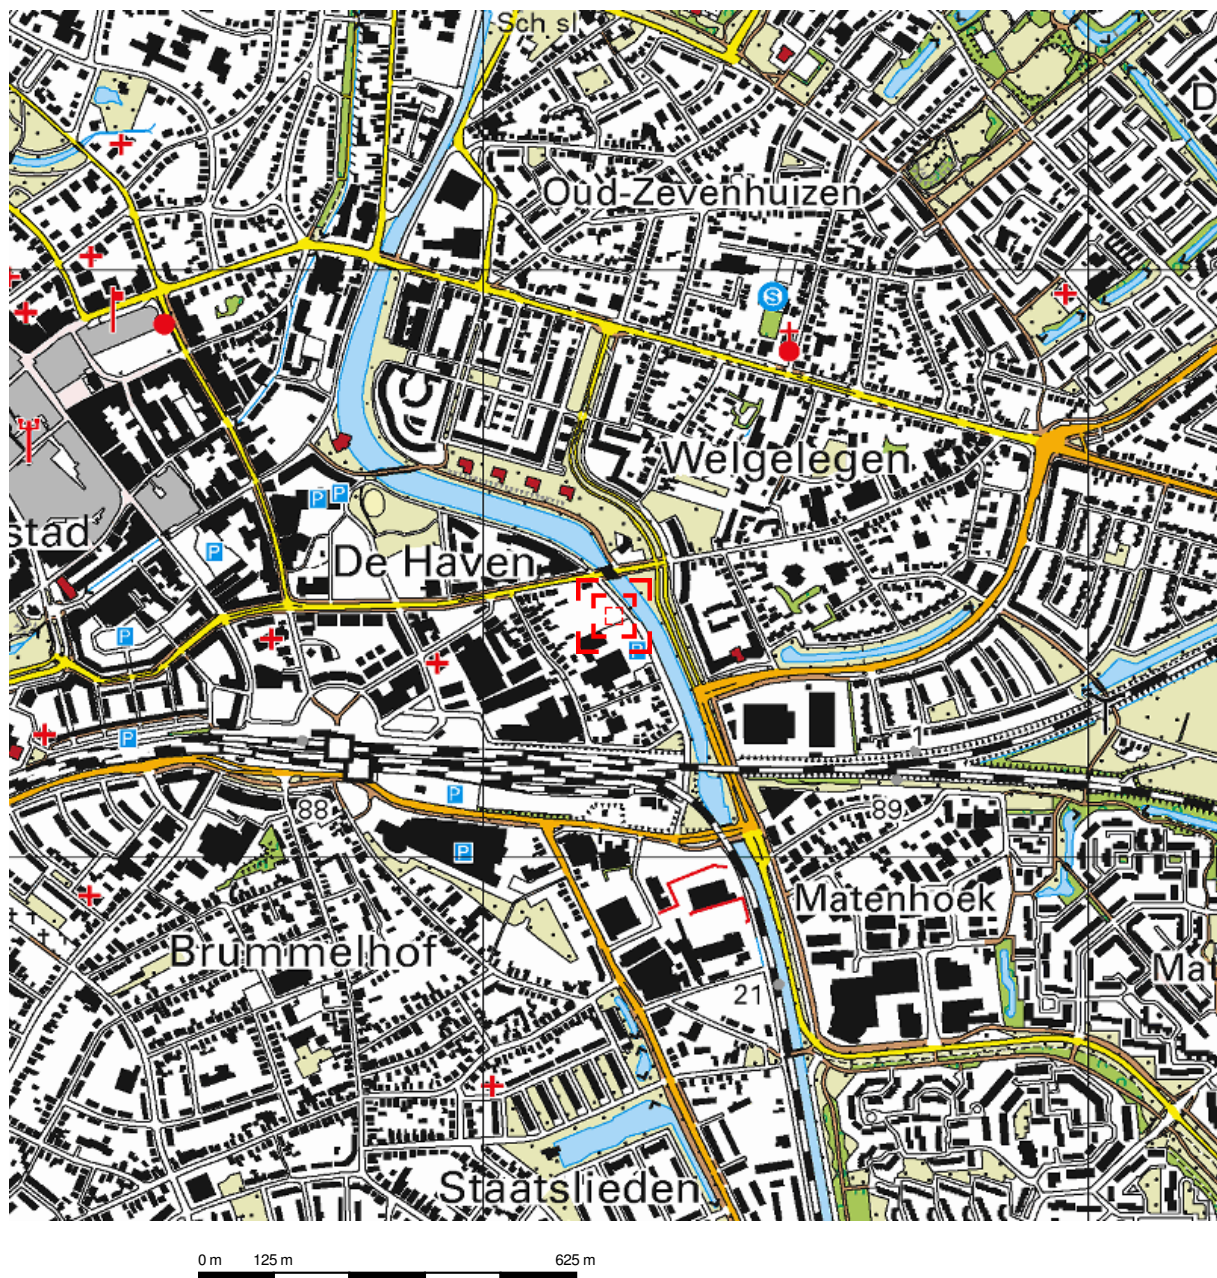 Sch sl
D
Oud-Zevenhuizen
S
Welgelegen
P P
stad
P
De Haven
P
P
P
1
P
88
89
P
Matenhoek
Brummelhof
Mat
21
Staatslieden
0 m 125 m 625 m